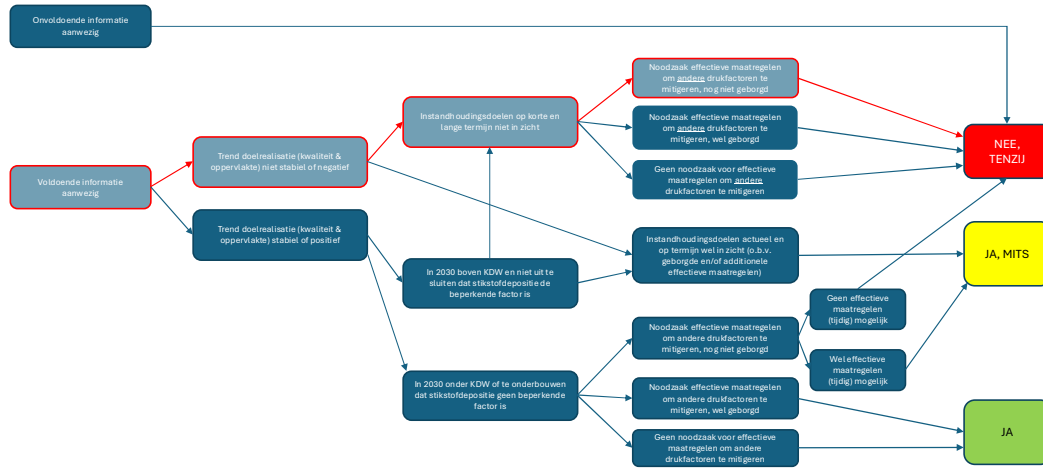 Onvoldoende informatie
aanwezig
Noodzaak effectieve maatregelen
om andere drukfactoren te
mitigeren, nog niet geborgd
Instandhoudingsdoelen op korte en
lange termijn niet in zicht
Noodzaak effectieve maatregelen
om andere drukfactoren te
mitigeren, wel geborgd
NEE,
TENZIJ
Trend doelrealisatie (kwaliteit &
oppervlakte) niet stabiel of negatief
Geen noodzaak voor effectieve
maatregelen om andere
drukfactoren te mitigeren
Voldoende informatie
aanwezig
Trend doelrealisatie (kwaliteit &
oppervlakte) stabiel of positief
Instandhoudingsdoelen actueel en
op termijn wel in zicht (o.b.v.
geborgde en/of additionele
effectieve maatregelen)
JA, MITS
In 2030 boven KDW en niet uit te
sluiten dat stikstofdepositie de
beperkende factor is
Geen effectieve
maatregelen
(tijdig) mogelijk
Noodzaak effectieve maatregelen
om andere drukfactoren te
mitigeren, nog niet geborgd
Wel effectieve
maatregelen
(tijdig) mogelijk
In 2030 onder KDW of te onderbouwen
dat stikstofdepositie geen beperkende
factor is
Noodzaak effectieve maatregelen
om andere drukfactoren te
mitigeren, wel geborgd
JA
Geen noodzaak voor effectieve
maatregelen om andere
drukfactoren te mitigeren